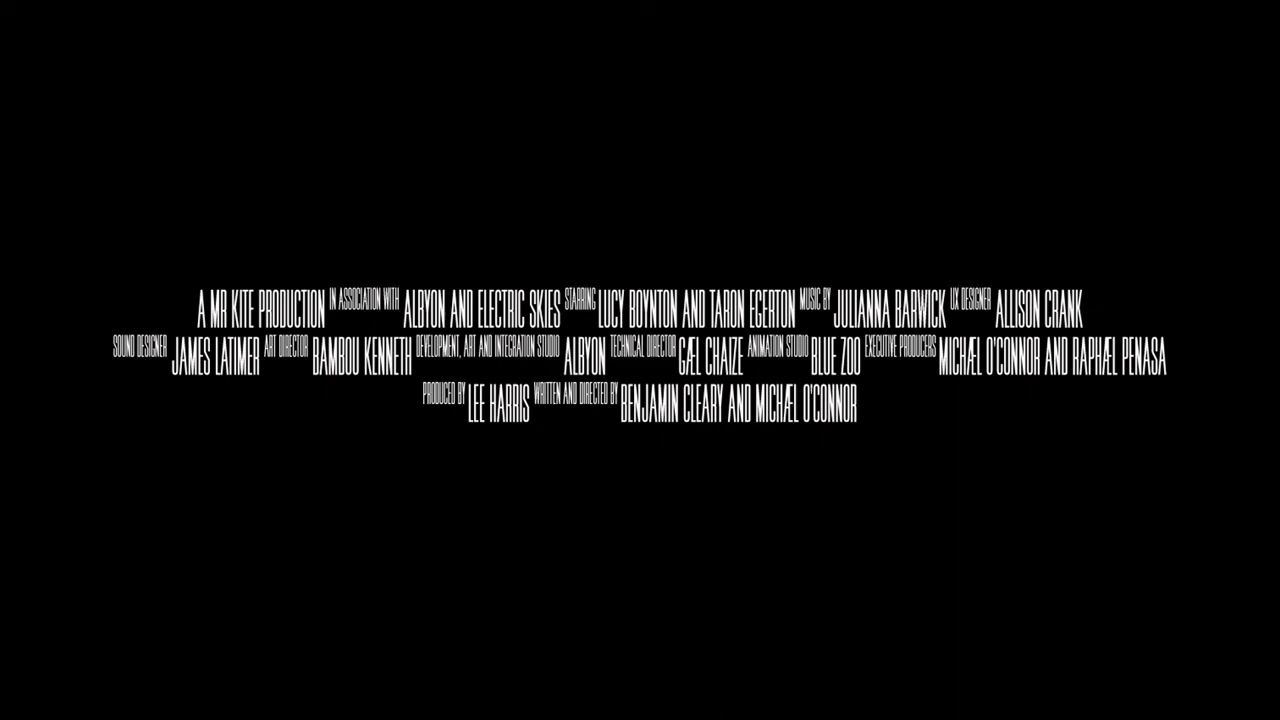 A MR KITE PRODUCTION IN ASSOCIATION WITH ALBYON AND ELECTRIC SKIES STARRING LUCY BOYNTON AND TARON EGERTON MUSIC BY JULIANNA BARWICK UX DESIGNER ALLISON CRANK
SOUND DESIGNER JAMES LATIMER ART DIRECTOR BAMBOU KENNETH DEVELOPMENT, ART AND INTEGRATION STUDIO ALBYON TECHNICAL DIRECTOR GÆL CHAIZE ANIMATION STUDIO BLUE ZOO EXECUTIVE PRODUCERS MICHÆL O'CONNOR AND RAPHÆL PENASA
PRODUCED BY LEE HARRIS WRITTEN AND DIRECTED BY BENJAMIN CLEARY AND MICHÆL O'CONNOR